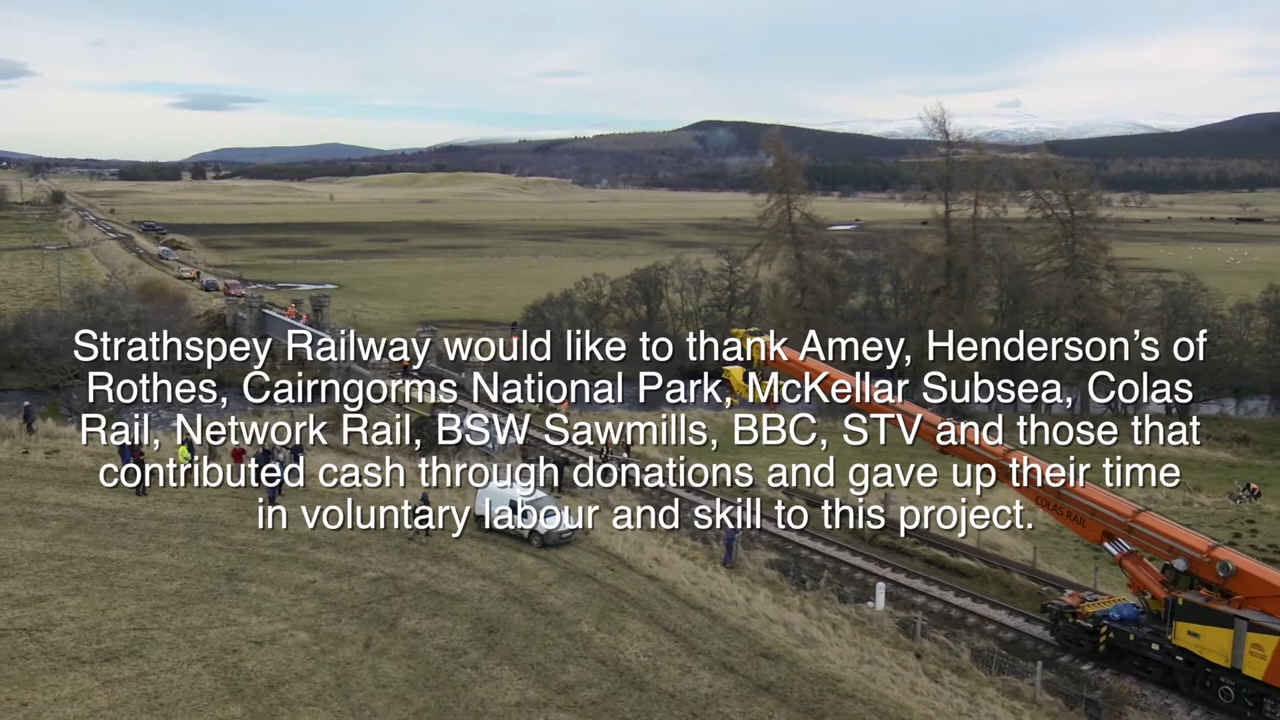 Strathspey Railway would like to thank Amey, Henderson’s of
Rothes, Cairngorms National Park, McKellar Subsea, Colas
Rail, Network Rail, BSW Sawmills, BBC, STV and those that
contributed cash through donations and gave up their time
in voluntary labour and skill to this project.
COLAS RAIL